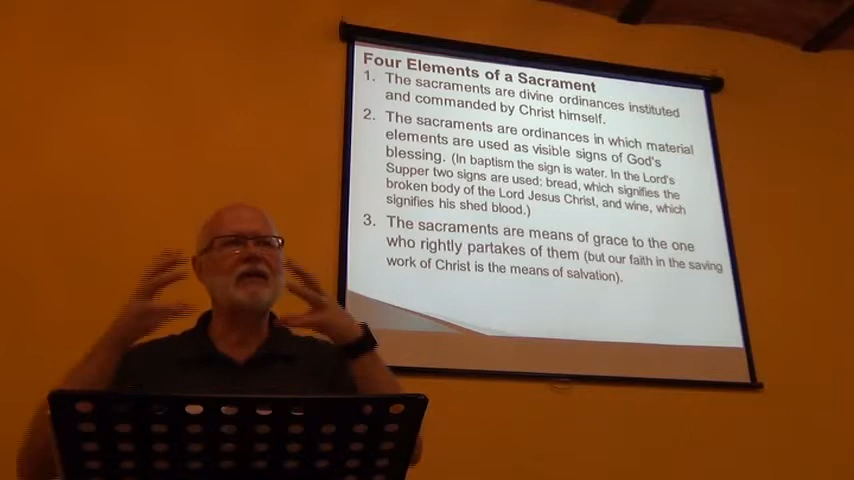 Four Elements of a Sacrament
1. The sacraments are divine ordinances instituted
and commanded by Christ himself.
2. The sacraments are ordinances in which material
elements are used as visible signs of God's
blessing. (In baptism the sign is water. In the Lord's
Supper two signs are used: bread, which signifies the
broken body of the Lord Jesus Christ, and wine, which
signifies his shed blood.)
3. The sacraments are means of grace to the one
who rightly partakes of them (but our faith in the saving
work of Christ is the means of salvation).